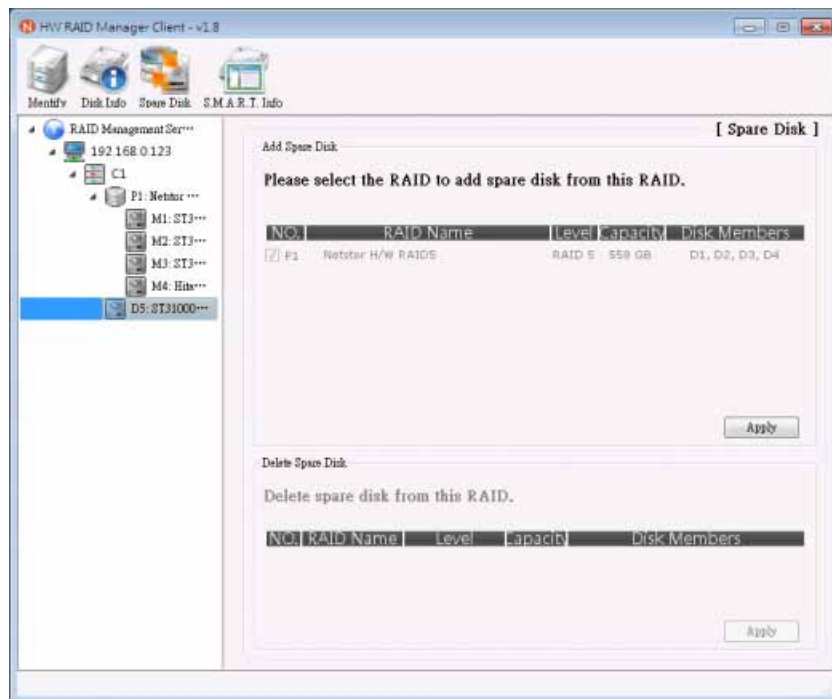 HW RAID Manager Client - v1.8
Identify Disk Info Spare Disk S.M.A.R.T. Info
RAID Management Ser···
192.168.0.123
C1
P1: Netstor ···
M1: ST3···
M2: ST3···
M3: ST3···
M4: Hita···
D5: ST31000···
[ Spare Disk ]
Add Spare Disk
Please select the RAID to add spare disk from this RAID.
NO. RAID Name Level Capacity Disk Members
P1 Netstor H/W RAID5 RAID 5 559 GB D1, D2, D3, D4
Apply
Delete Spare Disk
Delete spare disk from this RAID.
NO. RAID Name Level Capacity Disk Members
Apply